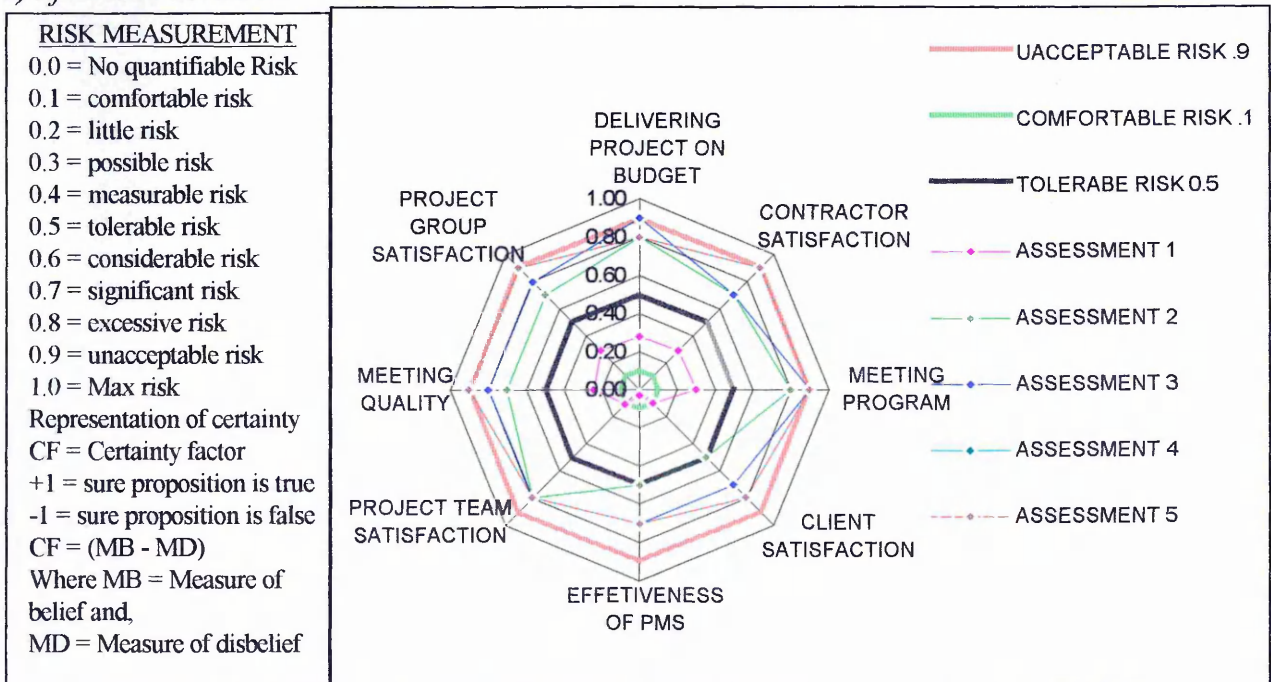 RISK MEASUREMENT
0.0 = No quantifiable Risk
0.1 = comfortable risk
0.2 = little risk
0.3 = possible risk
0.4 = measurable risk
0.5 = tolerable risk
0.6 = considerable risk
0.7 = significant risk
0.8 = excessive risk
0.9 = unacceptable risk
1.0 = Max risk
Representation of certainty
CF = Certainty factor
+1 = sure proposition is true
-1 = sure proposition is false
CF = (MB - MD)
Where MB = Measure of
belief and,
MD = Measure of disbelief
DELIVERING
PROJECT ON
BUDGET
CONTRACTOR
SATISFACTION
MEETING
PROGRAM
CLIENT
SATISFACTION
EFFETIVENESS
OF PMS
PROJECT TEAM
SATISFACTION
MEETING
QUALITY
PROJECT
GROUP
SATISFACTION
1.00
0.80
0.60
0.40
0.20
0.00
UACCEPTABLE RISK .9
COMFORTABLE RISK .1
TOLERABE RISK 0.5
ASSESSMENT 1
ASSESSMENT 2
ASSESSMENT 3
ASSESSMENT 4
ASSESSMENT 5